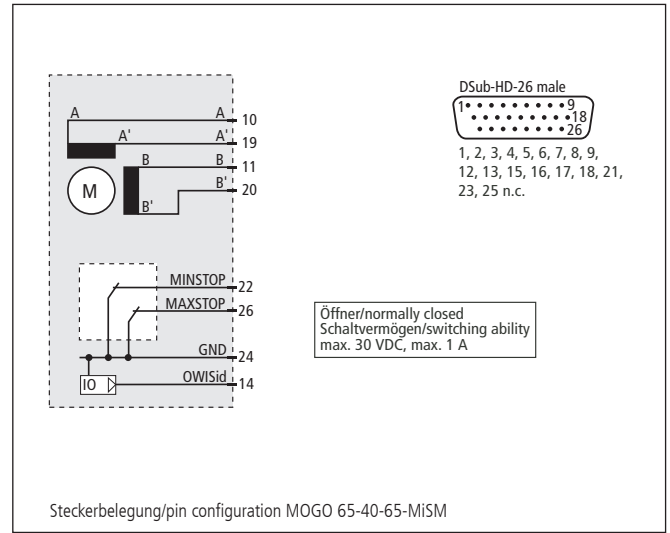 A
A
10
A'
A'
19
B
B
11
B'
20
M
B'
MINSTOP
22
MAXSTOP
26
GND
24
IO
OWISid
14
DSub-HD-26 male
1
9
18
26
1, 2, 3, 4, 5, 6, 7, 8, 9,
12, 13, 15, 16, 17, 18, 21,
23, 25 n.c.
Öffner/normally closed
Schaltvermögen/switching ability
max. 30 VDC, max. 1 A
Steckerbelegung/pin configuration MOGO 65-40-65-MiSM